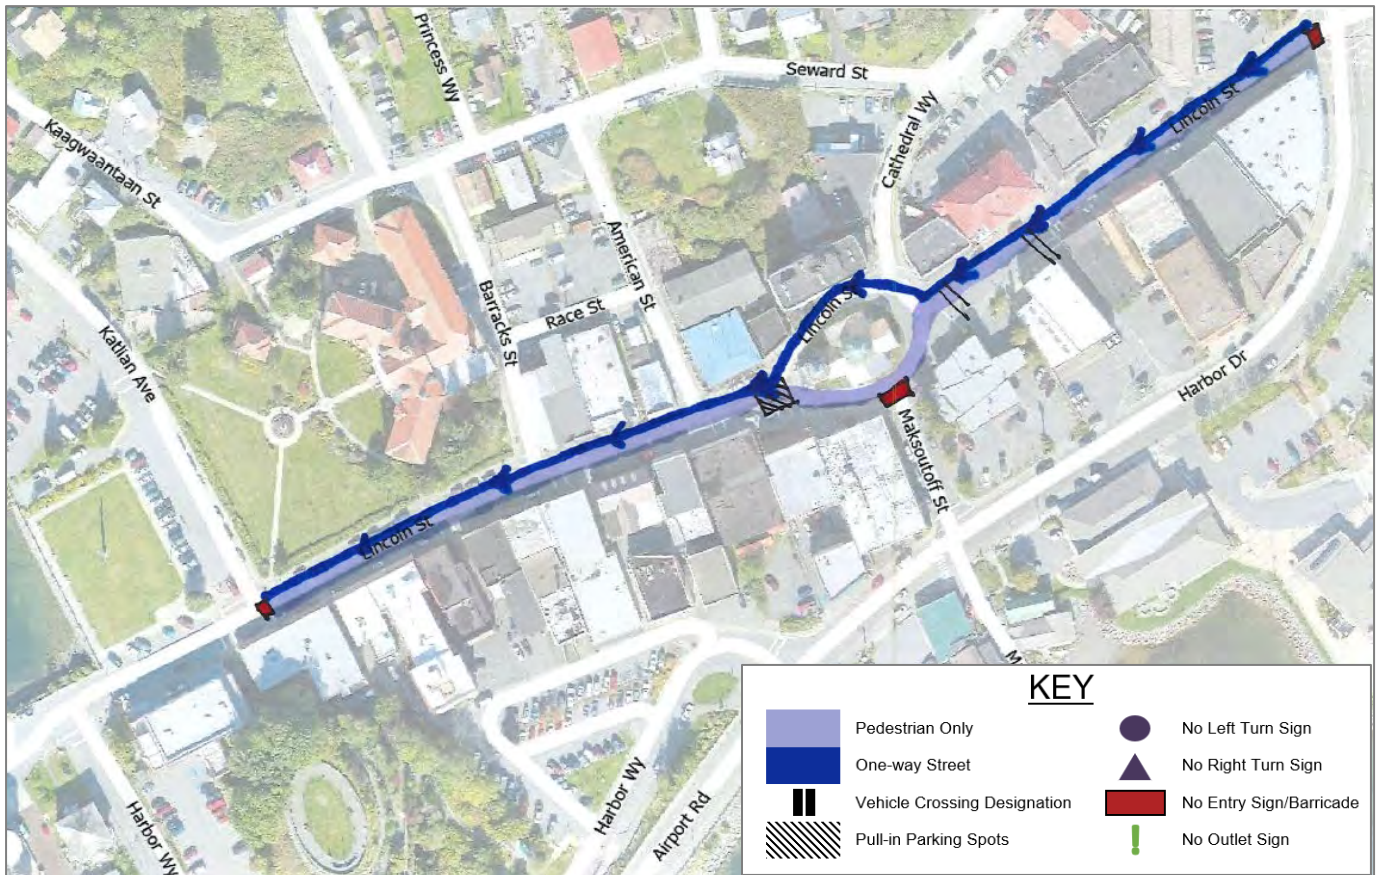 Princess Wy
Seward St
Lincoln St
Kaagwaantaan St
Cathedral Wy
American St
Barracks St
Race St
Lincoln St
Katlian Ave
Harbor Dr
Maksoutoff St
Lincoln St
M
Harbor Wy
Harbor Wy
Airport Rd
KEY
Pedestrian Only
No Left Turn Sign
One-way Street
No Right Turn Sign
Vehicle Crossing Designation
No Entry Sign/Barricade
Pull-in Parking Spots
No Outlet Sign